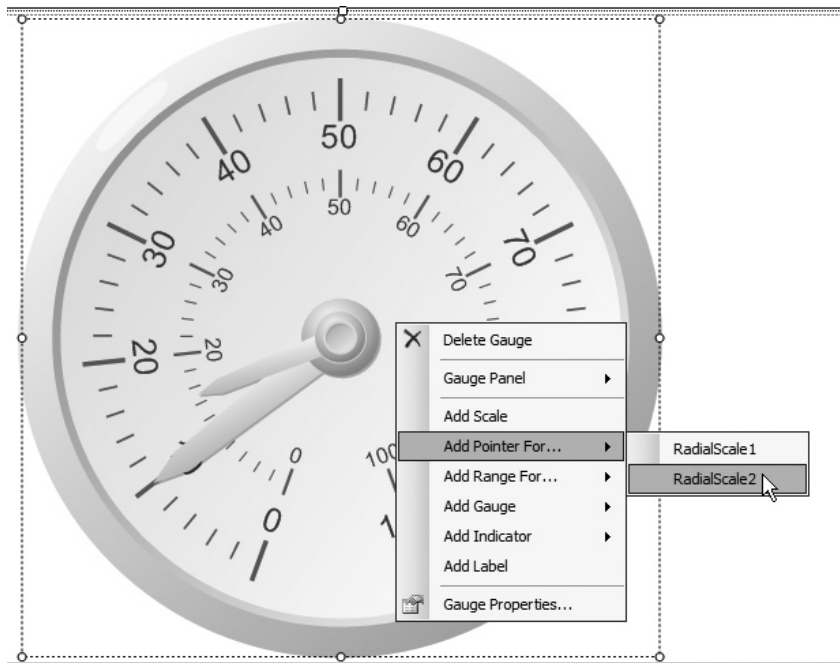 50
40
60
30
70
20
0
50
40
60
30
70
20
0
100
Delete Gauge
Gauge Panel
Add Scale
Add Pointer For...
Add Range For...
Add Gauge
Add Indicator
Add Label
Gauge Properties...
RadialScale1
RadialScale2